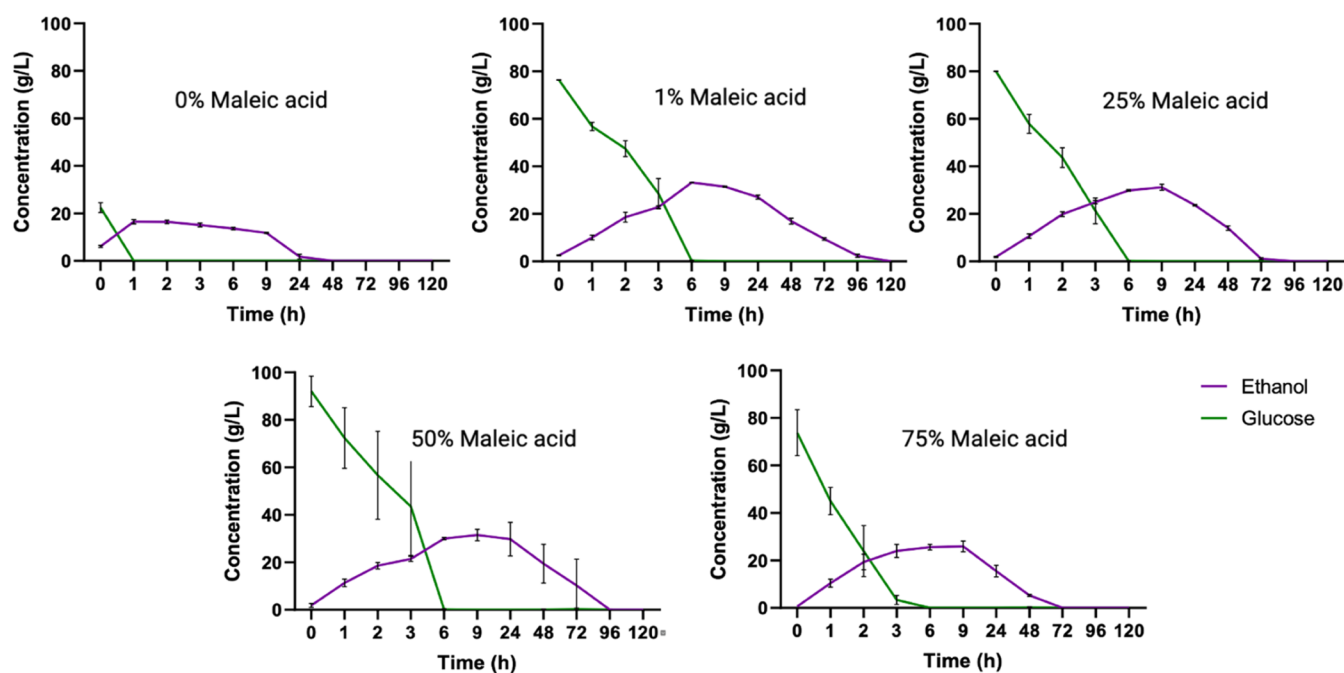 0% Maleic acid
Concentration (g/L)
100
80
60
40
20
0
0 1 2 3 6 9 24 48 72 96 120
Time (h)
1% Maleic acid
Concentration (g/L)
100
80
60
40
20
0
0 1 2 3 6 9 24 48 72 96 120
Time (h)
25% Maleic acid
Concentration (g/L)
100
80
60
40
20
0
0 1 2 3 6 9 24 48 72 96 120
Time (h)
50% Maleic acid
Concentration (g/L)
100
80
60
40
20
0
0 1 2 3 6 9 24 48 72 96 120
Time (h)
75% Maleic acid
Concentration (g/L)
100
80
60
40
20
0
0 1 2 3 6 9 24 48 72 96 120
Time (h)
Ethanol
Glucose